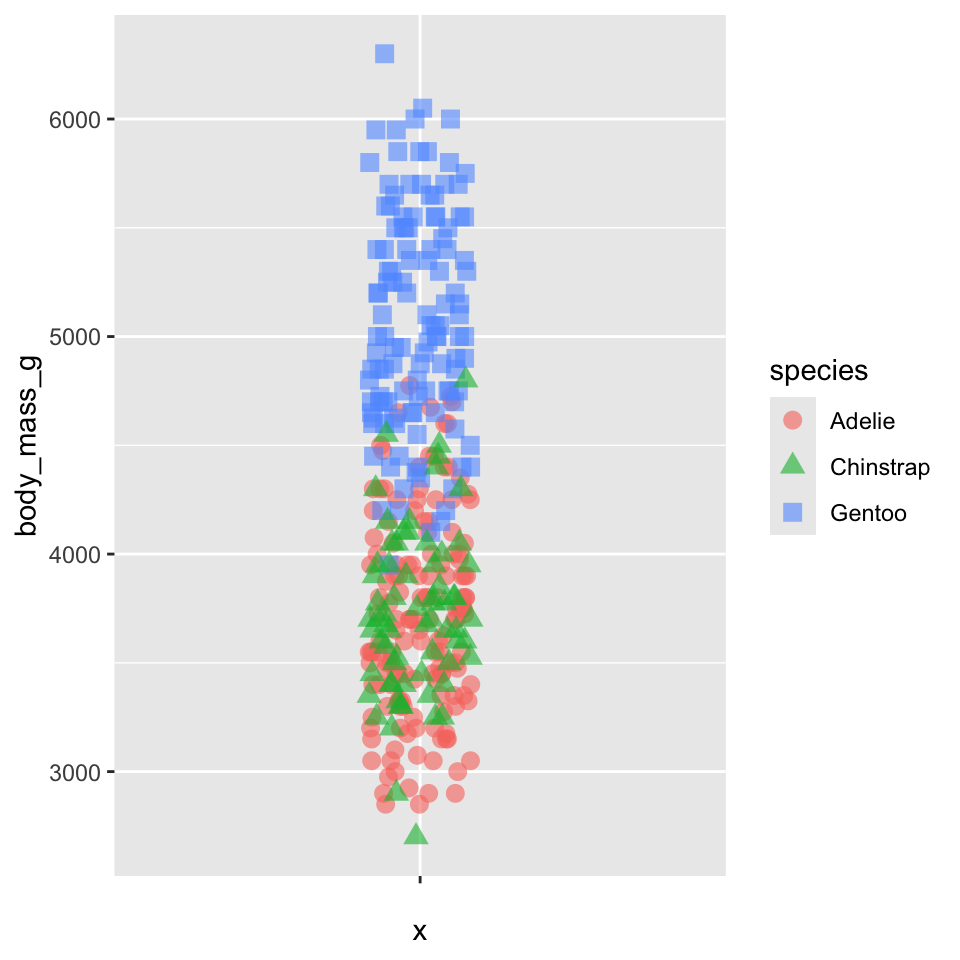 6000
5000
4000
3000
body_mass_g
x
species
Adelie
Chinstrap
Gentoo